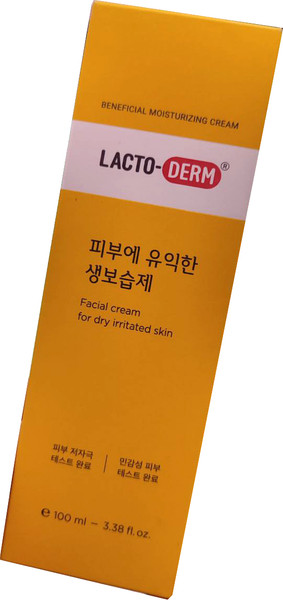 BENEFICIAL MOISTURIZING CREAM
LACTO-DERM®
피부에 유익한
생보습제
Facial cream
for dry irritated skin
피부 저자극
테스트 완료
민감성 피부
테스트 완료
℮ 100 ml – 3.38 fl. oz.